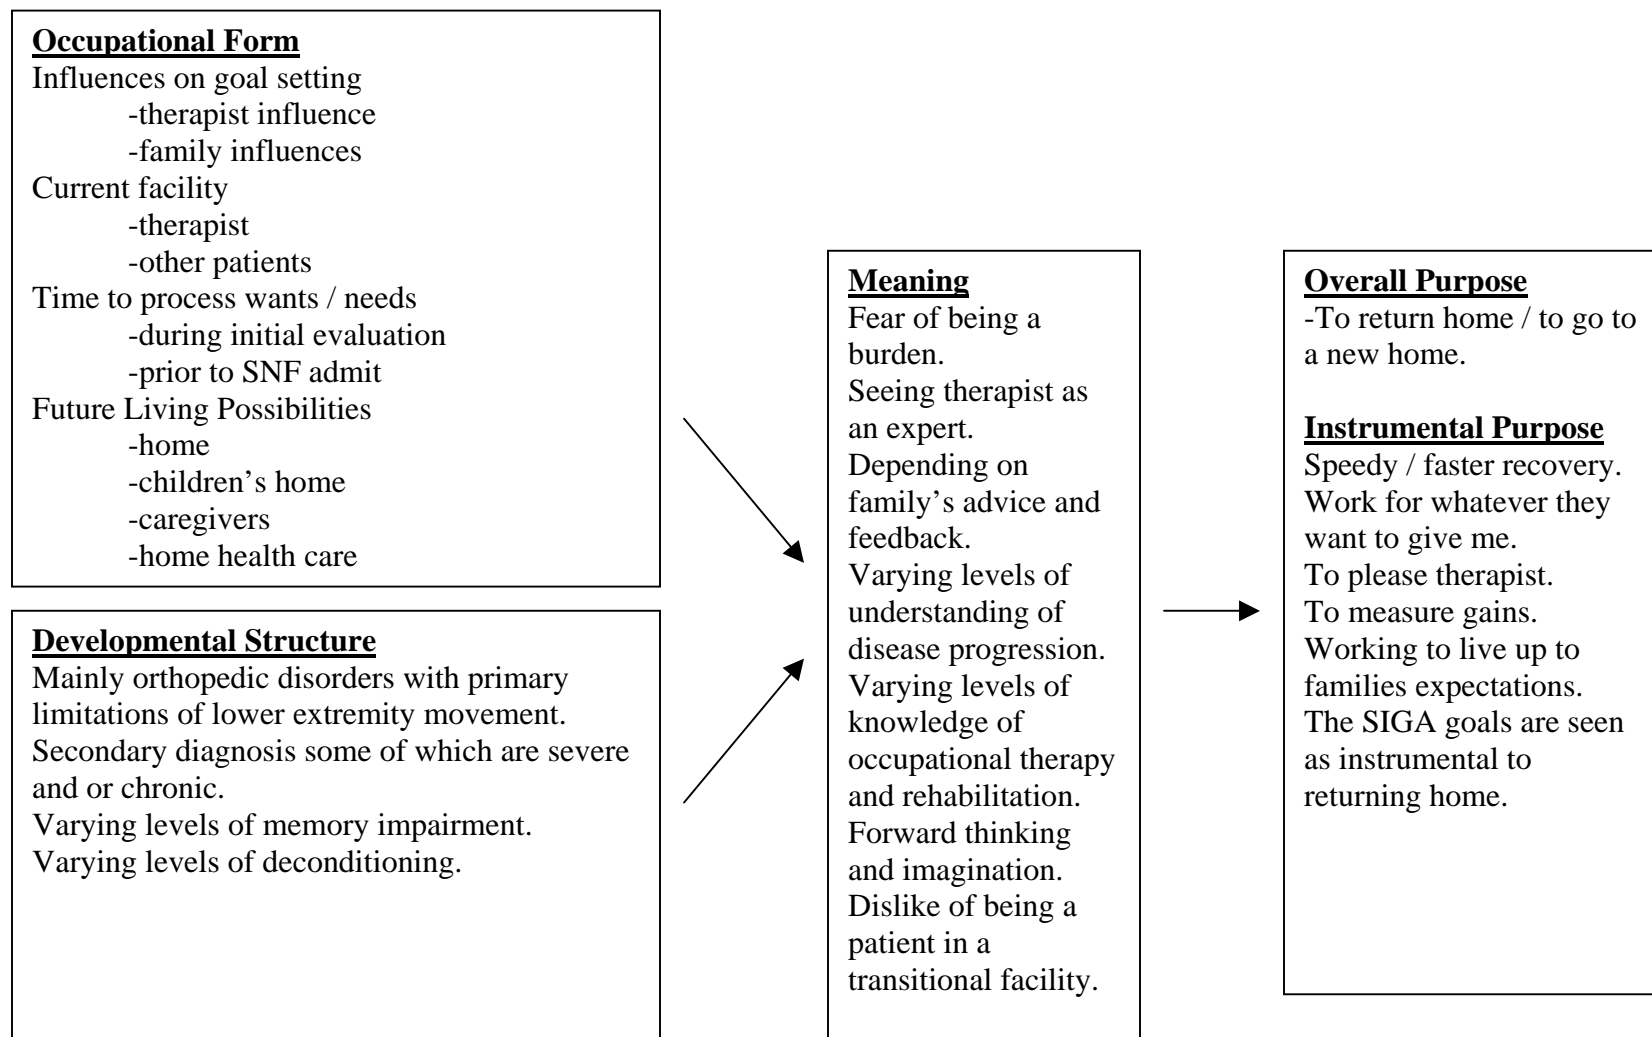 Occupational Form
Influences on goal setting
-therapist influence
-family influences
Current facility
-therapist
-other patients
Time to process wants / needs
-during initial evaluation
-prior to SNF admit
Future Living Possibilities
-home
-children’s home
-caregivers
-home health care
Developmental Structure
Mainly orthopedic disorders with primary
limitations of lower extremity movement.
Secondary diagnosis some of which are severe
and or chronic.
Varying levels of memory impairment.
Varying levels of deconditioning.
Meaning
Fear of being a
burden.
Seeing therapist as
an expert.
Depending on
family’s advice and
feedback.
Varying levels of
understanding of
disease progression.
Varying levels of
knowledge of
occupational therapy
and rehabilitation.
Forward thinking
and imagination.
Dislike of being a
patient in a
transitional facility.
Overall Purpose
-To return home / to go to
a new home.
Instrumental Purpose
Speedy / faster recovery.
Work for whatever they
want to give me.
To please therapist.
To measure gains.
Working to live up to
families expectations.
The SIGA goals are seen
as instrumental to
returning home.